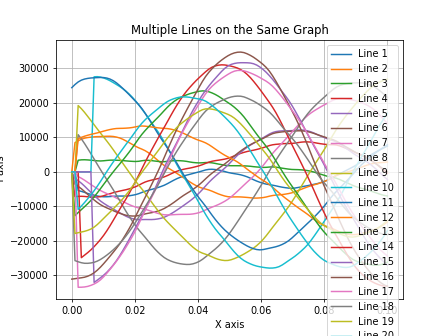 Multiple Lines on the Same Graph
30000
20000
10000
0
−10000
−20000
−30000
0.00
0.02
0.04
0.06
X axis
Line 1
Line 2
Line 3
Line 4
Line 5
Line 6
Line 7
Line 8
Line 9
Line 10
Line 11
Line 12
Line 13
Line 14
Line 15
Line 16
Line 17
Line 18
Line 19
Line 20